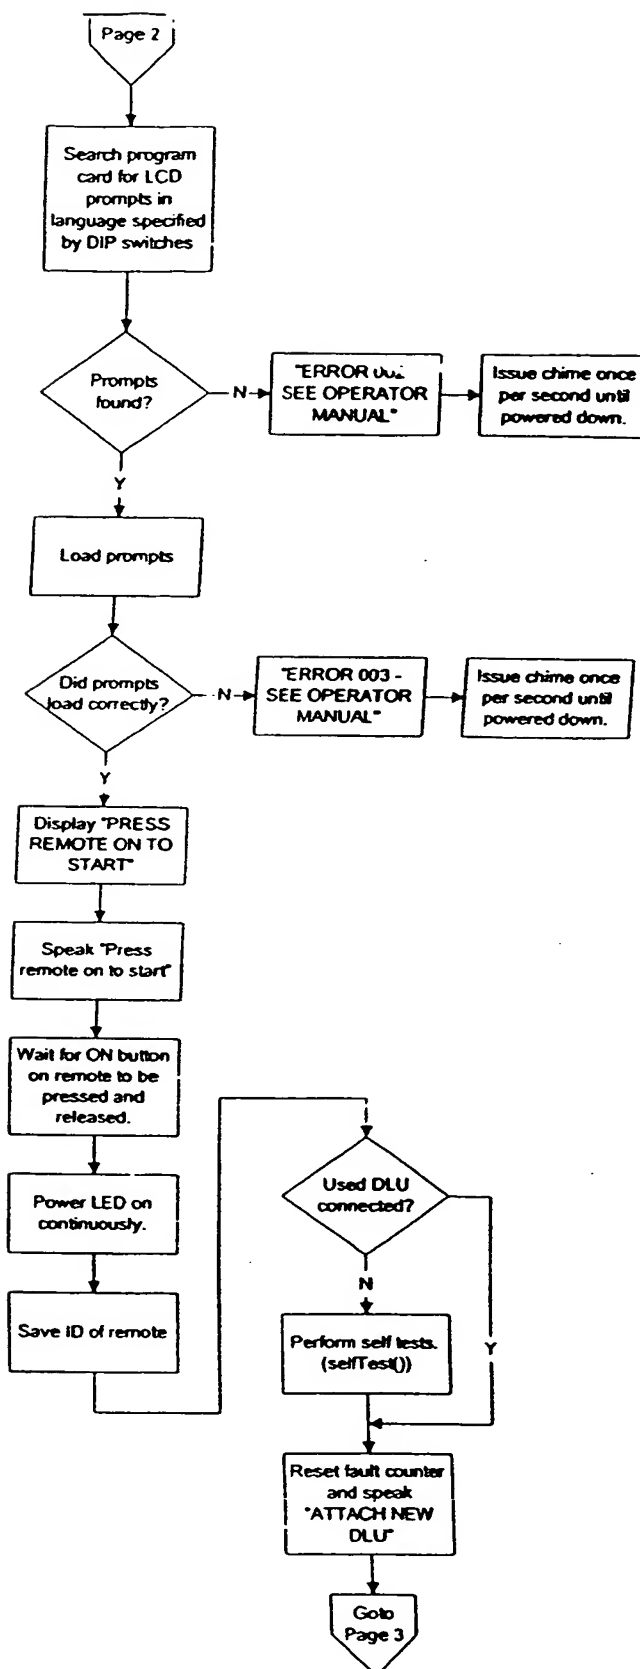 Page 2
Search program
card for LCD
prompts in
language specified
by DIP switches
Prompts
found?
N
"ERROR
SEE OPERATOR
MANUAL"
Issue chime once
per second until
powered down.
Y
Load prompts
Did prompts
load correctly?
N
"ERROR 003 -
SEE OPERATOR
MANUAL"
Issue chime once
per second until
powered down.
Y
Display "PRESS
REMOTE ON TO
START"
Speak "Press
remote on to start"
Wait for ON button
on remote to be
pressed and
released.
Power LED on
continuously.
Save ID of remote
Used DLU
connected?
N
Y
Perform self tests.
(selfTest())
Reset fault counter
and speak
"ATTACH NEW
DLU"
Goto
Page 3